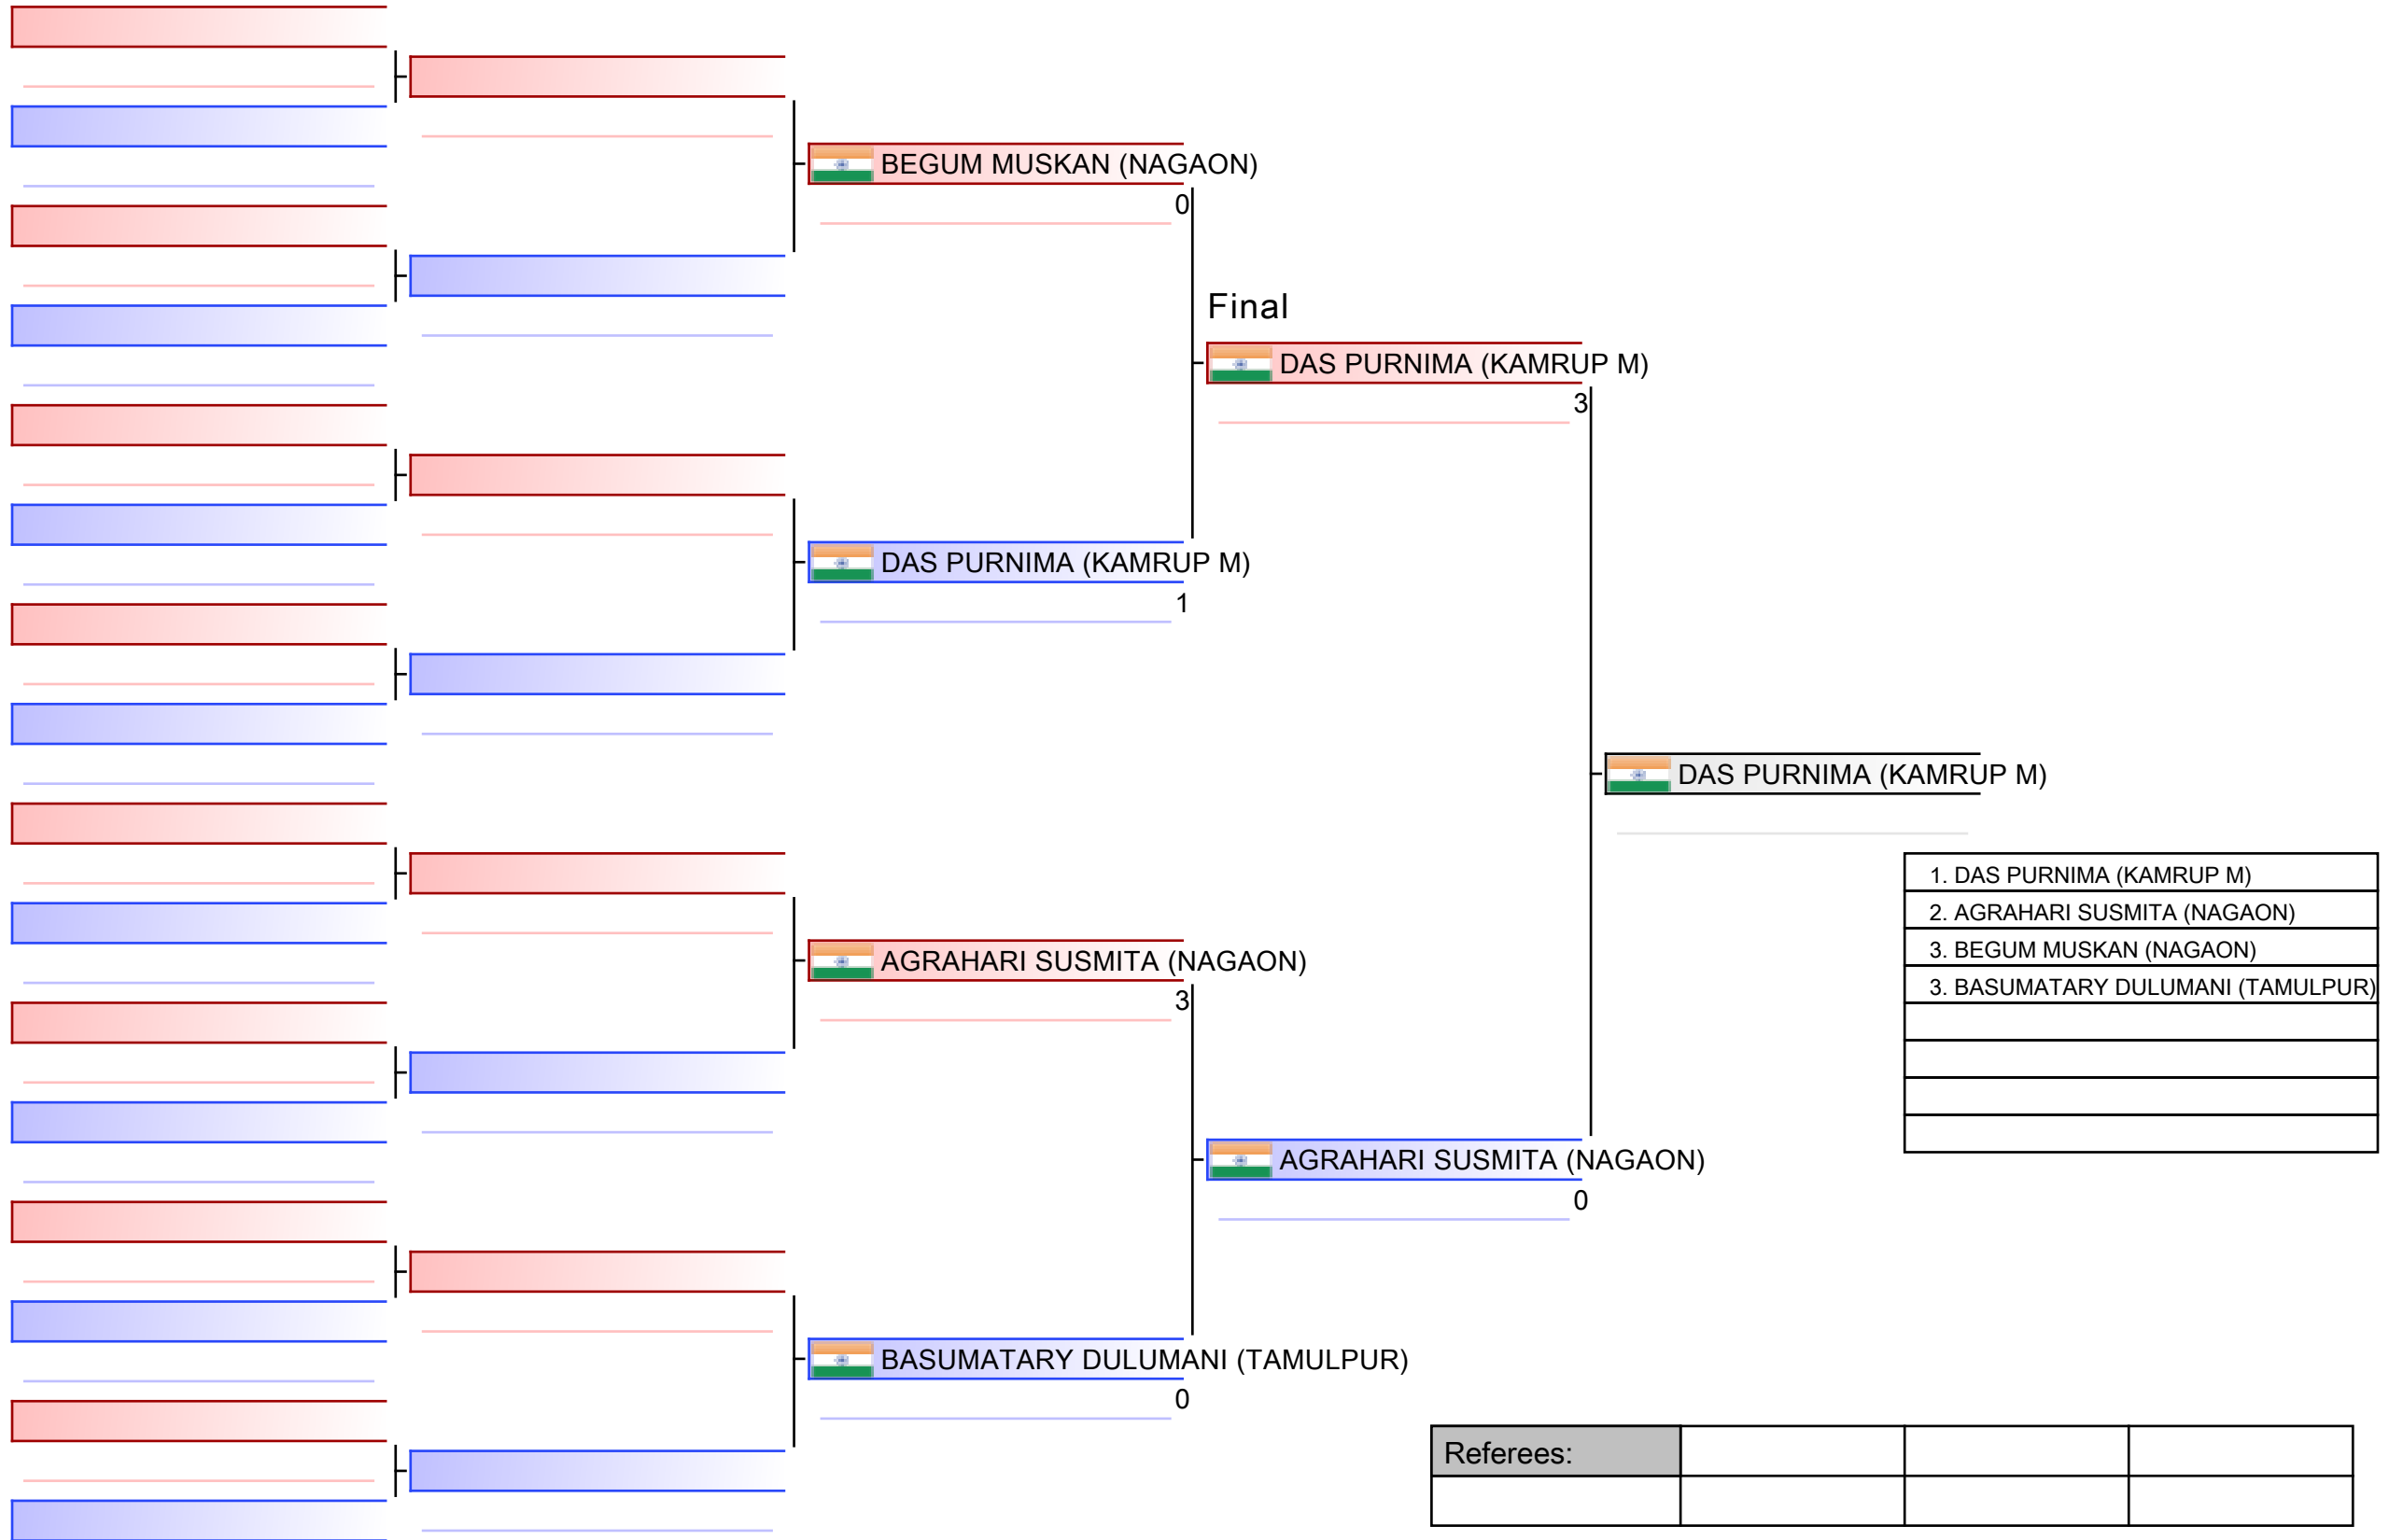 BEGUM MUSKAN (NAGAON)
0
Final
DAS PURNIMA (KAMRUP M)
3
DAS PURNIMA (KAMRUP M)
1
DAS PURNIMA (KAMRUP M)
1. DAS PURNIMA (KAMRUP M)
2. AGRAHARI SUSMITA (NAGAON)
3. BEGUM MUSKAN (NAGAON)
3. BASUMATARY DULUMANI (TAMULPUR)
AGRAHARI SUSMITA (NAGAON)
3
AGRAHARI SUSMITA (NAGAON)
0
BASUMATARY DULUMANI (TAMULPUR)
0
Referees: